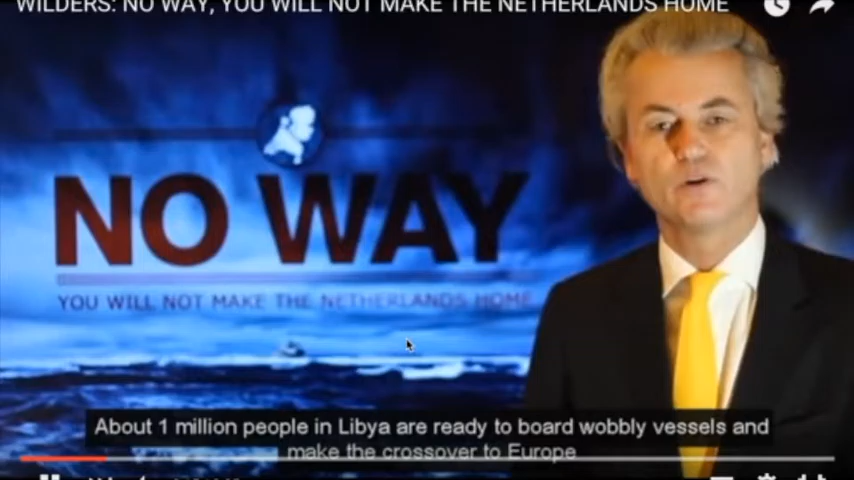 WILDERS: NO WAY, YOU WILL NOT MAKE THE NETHERLANDS HOME
NO WAY
YOU WILL NOT MAKE THE NETHERLANDS HOME
About 1 million people in Libya are ready to board wobbly vessels and
make the crossover to Europe